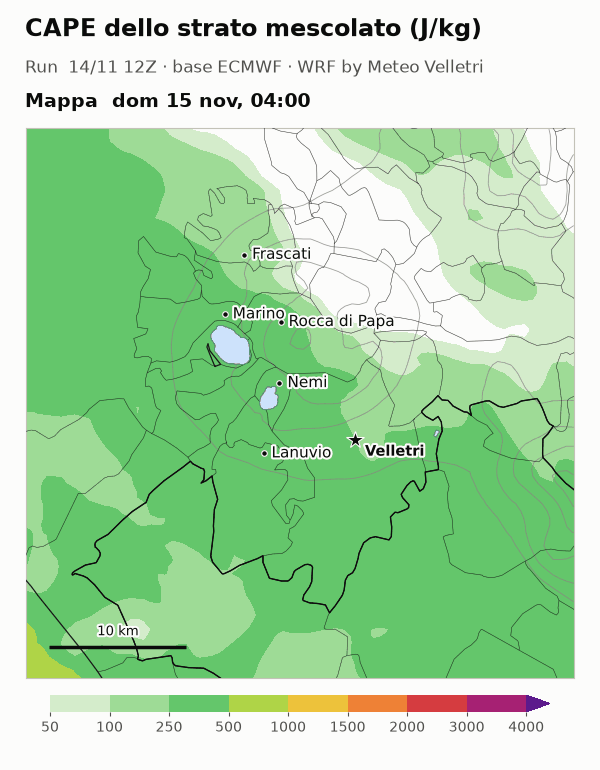 CAPE dello strato mescolato (J/kg)
Run  14/11 12Z · base ECMWF · WRF by Meteo Velletri
Mappa  dom 15 nov, 04:00
Frascati
Marino
Rocca di Papa
Nemi
Velletri
Lanuvio
10 km
50 100 250 500 1000 1500 2000 3000 4000